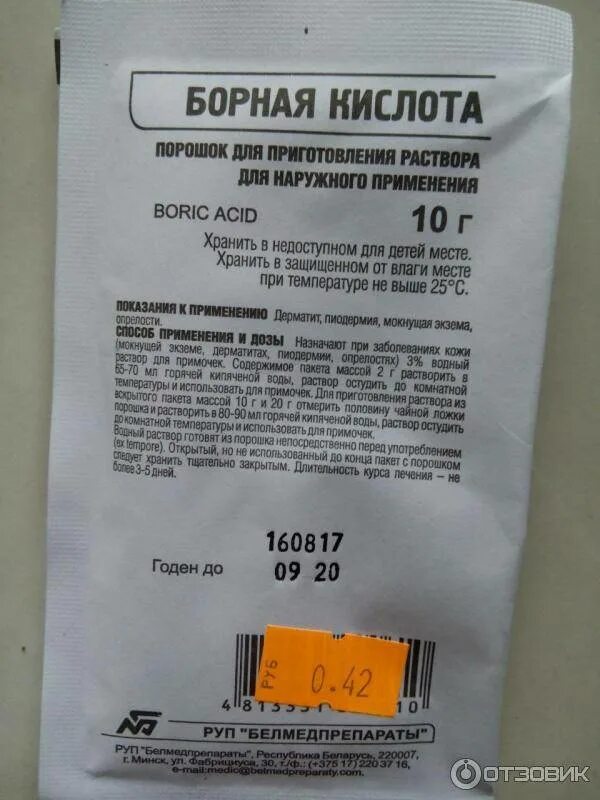 БОРНАЯ КИСЛОТА
ПОРОШОК ДЛЯ ПРИГОТОВЛЕНИЯ РАСТВОРА
ДЛЯ НАРУЖНОГО ПРИМЕНЕНИЯ
BORIC ACID 10 г
Хранить в недоступном для детей месте.
Хранить в защищенном от влаги месте
при температуре не выше 25°С.
ПОКАЗАНИЯ К ПРИМЕНЕНИЮ Дерматит, пиодермия, мокнущая экзема,
опрелости.
СПОСОБ ПРИМЕНЕНИЯ И ДОЗЫ Назначают при заболеваниях кожи
(мокнущей экземе, дерматитах, пиодермии, опрелостях) 3% водный
раствор для примочек. Содержимое пакета массой 2 г растворить в
65-70 мл горячей кипяченой воды, раствор остудить до комнатной
температуры и использовать для примочек. Для приготовления раствора из
вскрытого пакета массой 10 г и 20 г отмерить половину чайной ложки
порошка и растворить в 80-90 мл горячей кипяченой воды, раствор остудить
до комнатной температуры и использовать для примочек.
Водный раствор готовят из порошка непосредственно перед употреблением
(ex tempore). Открытый, но не использованный до конца пакет с порошком
следует хранить тщательно закрытым. Длительность курса лечения – не
более 3-5 дней.
160817
Годен до 09 20
РУБ 0.42
4 813351 10
РУП "БЕЛМЕДПРЕПАРАТЫ"
РУП "Белмедпрепараты", Республика Беларусь, 220007,
г. Минск, ул. Фабрициуса, 30, т./ф.: (+375 17) 220 37 16,
e-mail:medic@belmedpreparaty.com
ОТЗОВИК